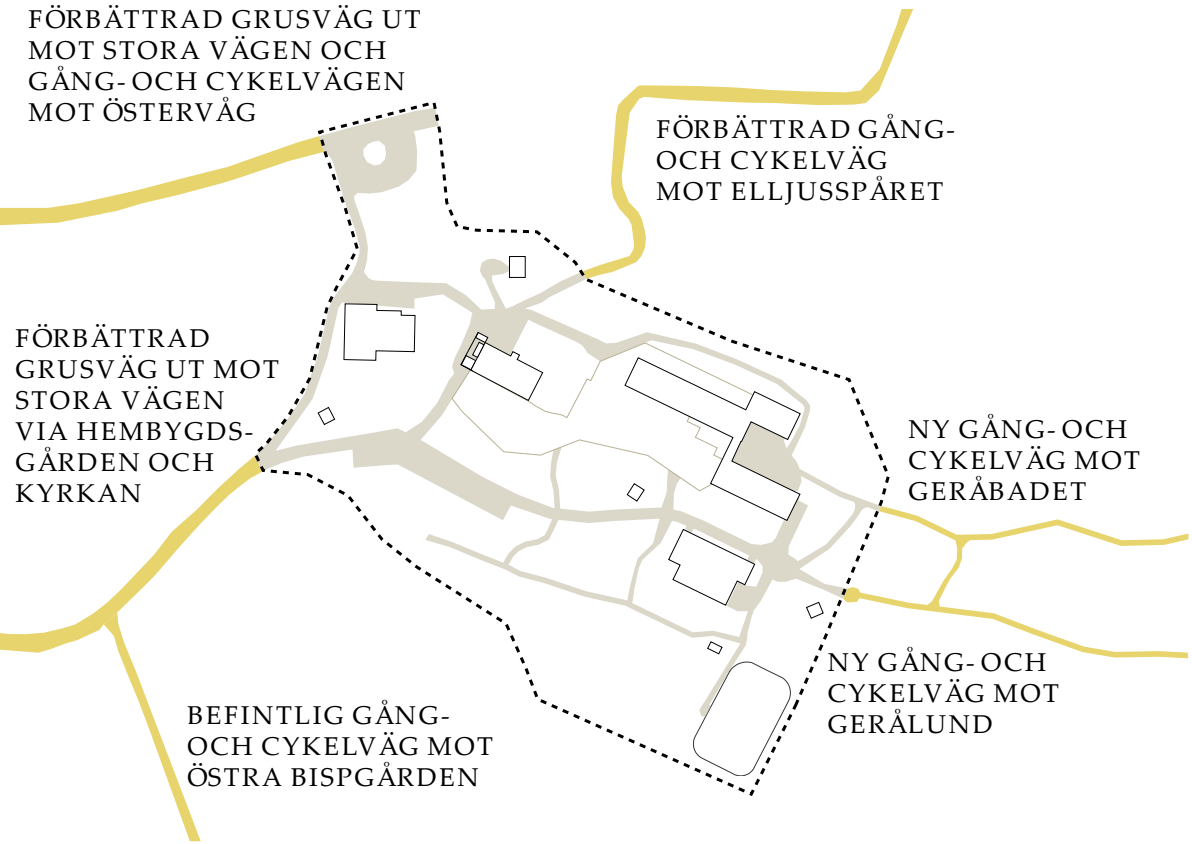 FÖRBÄTTRAD GRUSVÄG UT
MOT STORA VÄGEN OCH
GÅNG- OCH CYKELVÄGEN
MOT ÖSTERVÅG
FÖRBÄTTRAD GÅNG-
OCH CYKELVÄG
MOT ELLJUSSPÅRET
FÖRBÄTTRAD
GRUSVÄG UT MOT
STORA VÄGEN
VIA HEMBYGDS-
GÅRDEN OCH
KYRKAN
NY GÅNG- OCH
CYKELVÄG MOT
GERÅBADET
NY GÅNG- OCH
CYKELVÄG MOT
GERÅLUND
BEFINTLIG GÅNG-
OCH CYKELVÄG MOT
ÖSTRA BISPGÅRDEN